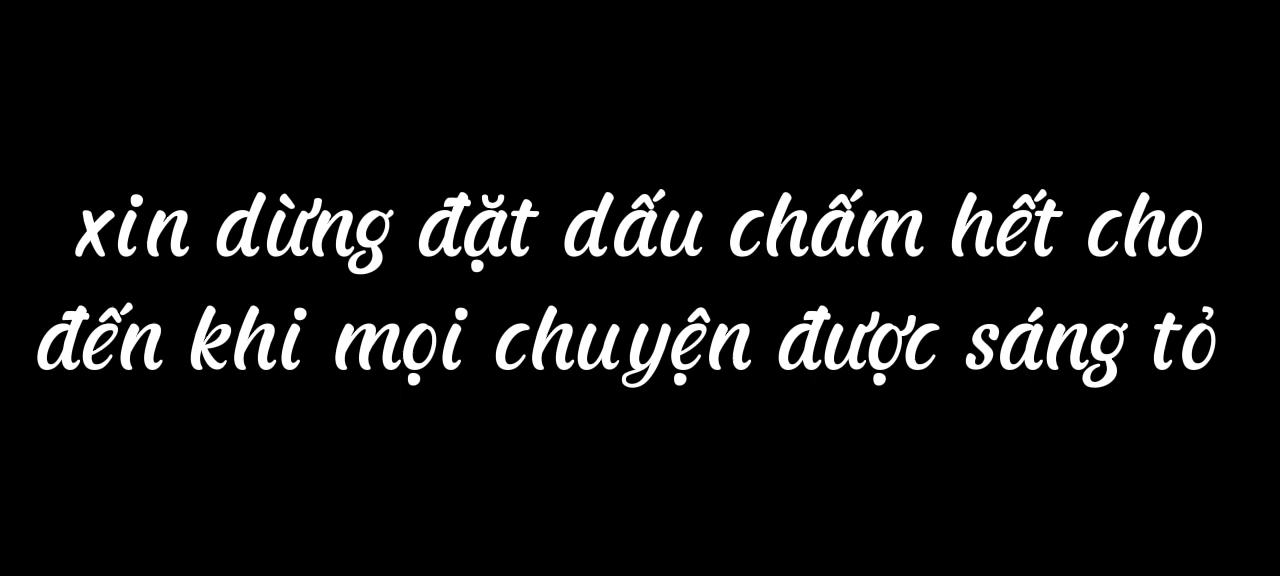 xin dừng đặt dấu chấm hết cho
đến khi mọi chuyện được sáng tỏ